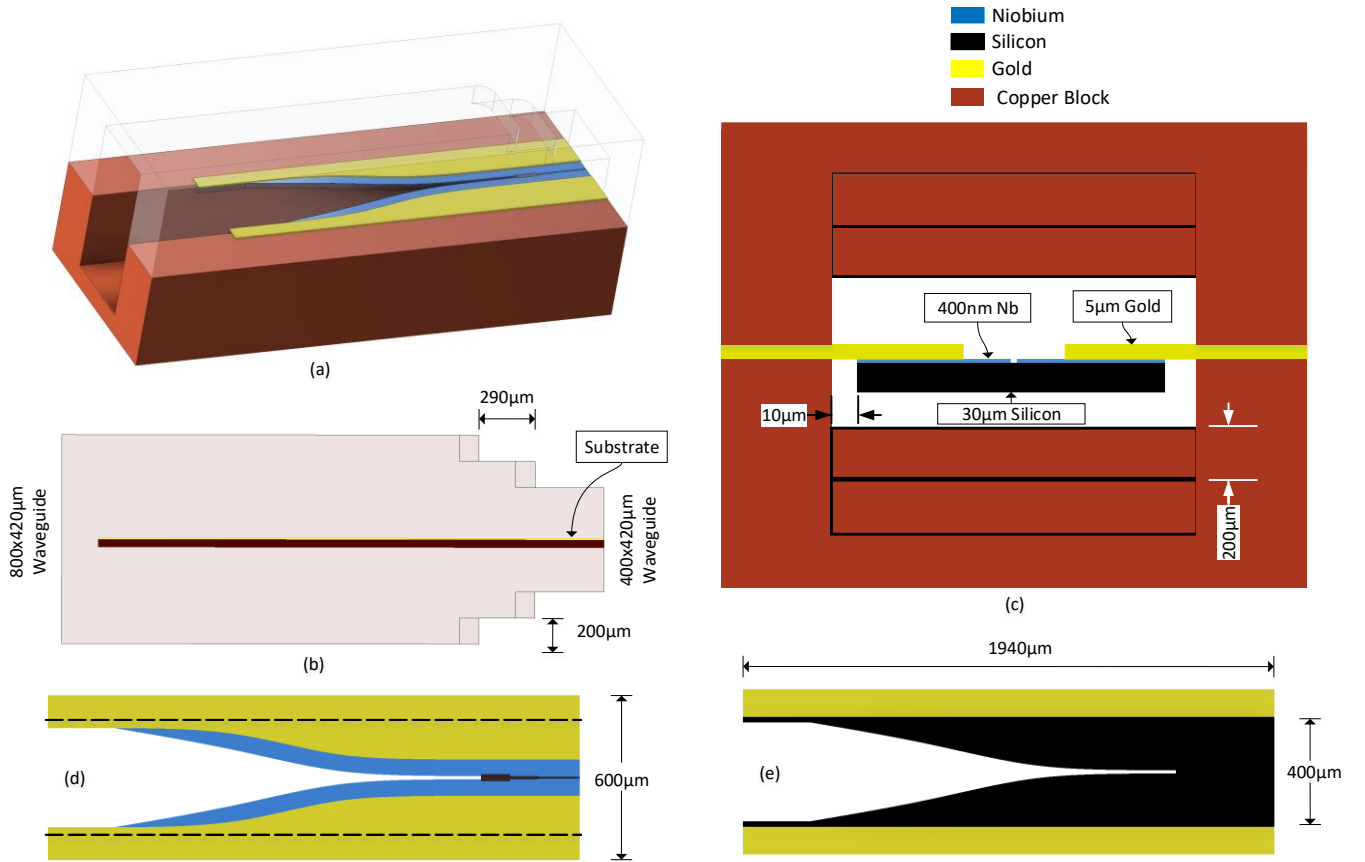 Niobium
Silicon
Gold
Copper Block
(a)
290µm
Substrate
800x420µm
Waveguide
400x420µm
Waveguide
200µm
(b)
400nm Nb
5µm Gold
10µm
30µm Silicon
200µm
(c)
(d)
600µm
1940µm
(e)
400µm